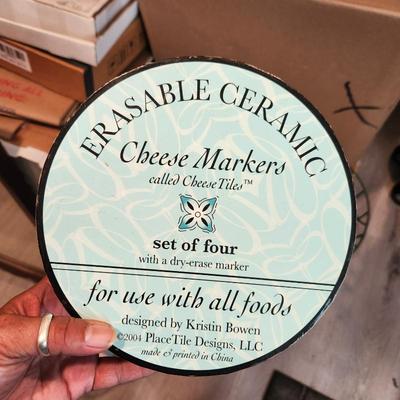 ERASABLE CERAMIC
Cheese Markers
called CheeseTiles™
set of four
with a dry-erase marker
for use with all foods
designed by Kristin Bowen
©2004 PlaceTile Designs, LLC
made & printed in China